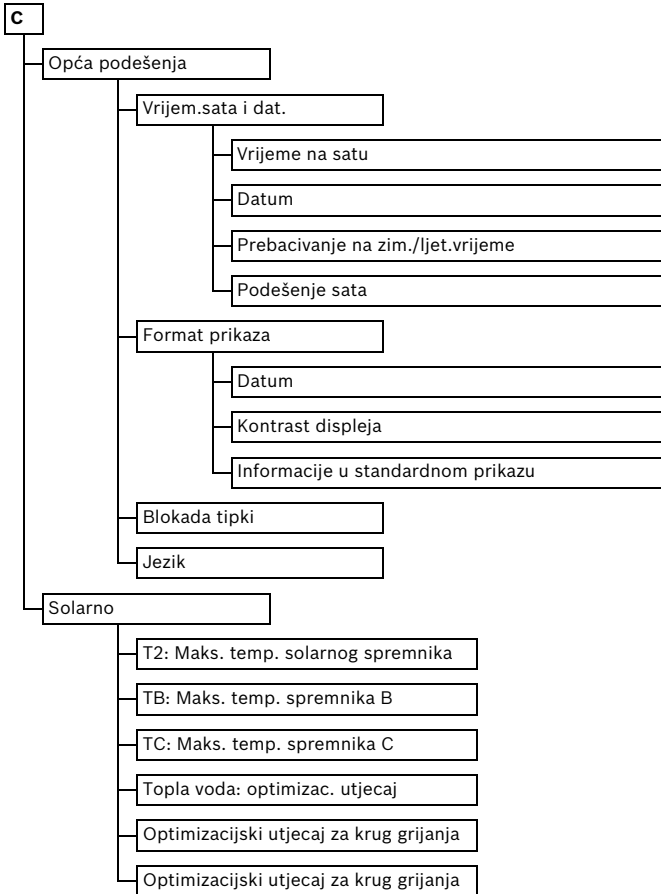 C
Opća podešenja
Vrijem.sata i dat.
Vrijeme na satu
Datum
Prebacivanje na zim./ljet.vrijeme
Podešenje sata
Format prikaza
Datum
Kontrast displeja
Informacije u standardnom prikazu
Blokada tipki
Jezik
Solarno
T2: Maks. temp. solarnog spremnika
TB: Maks. temp. spremnika B
TC: Maks. temp. spremnika C
Topla voda: optimizac. utjecaj
Optimizacijski utjecaj za krug grijanja
Optimizacijski utjecaj za krug grijanja